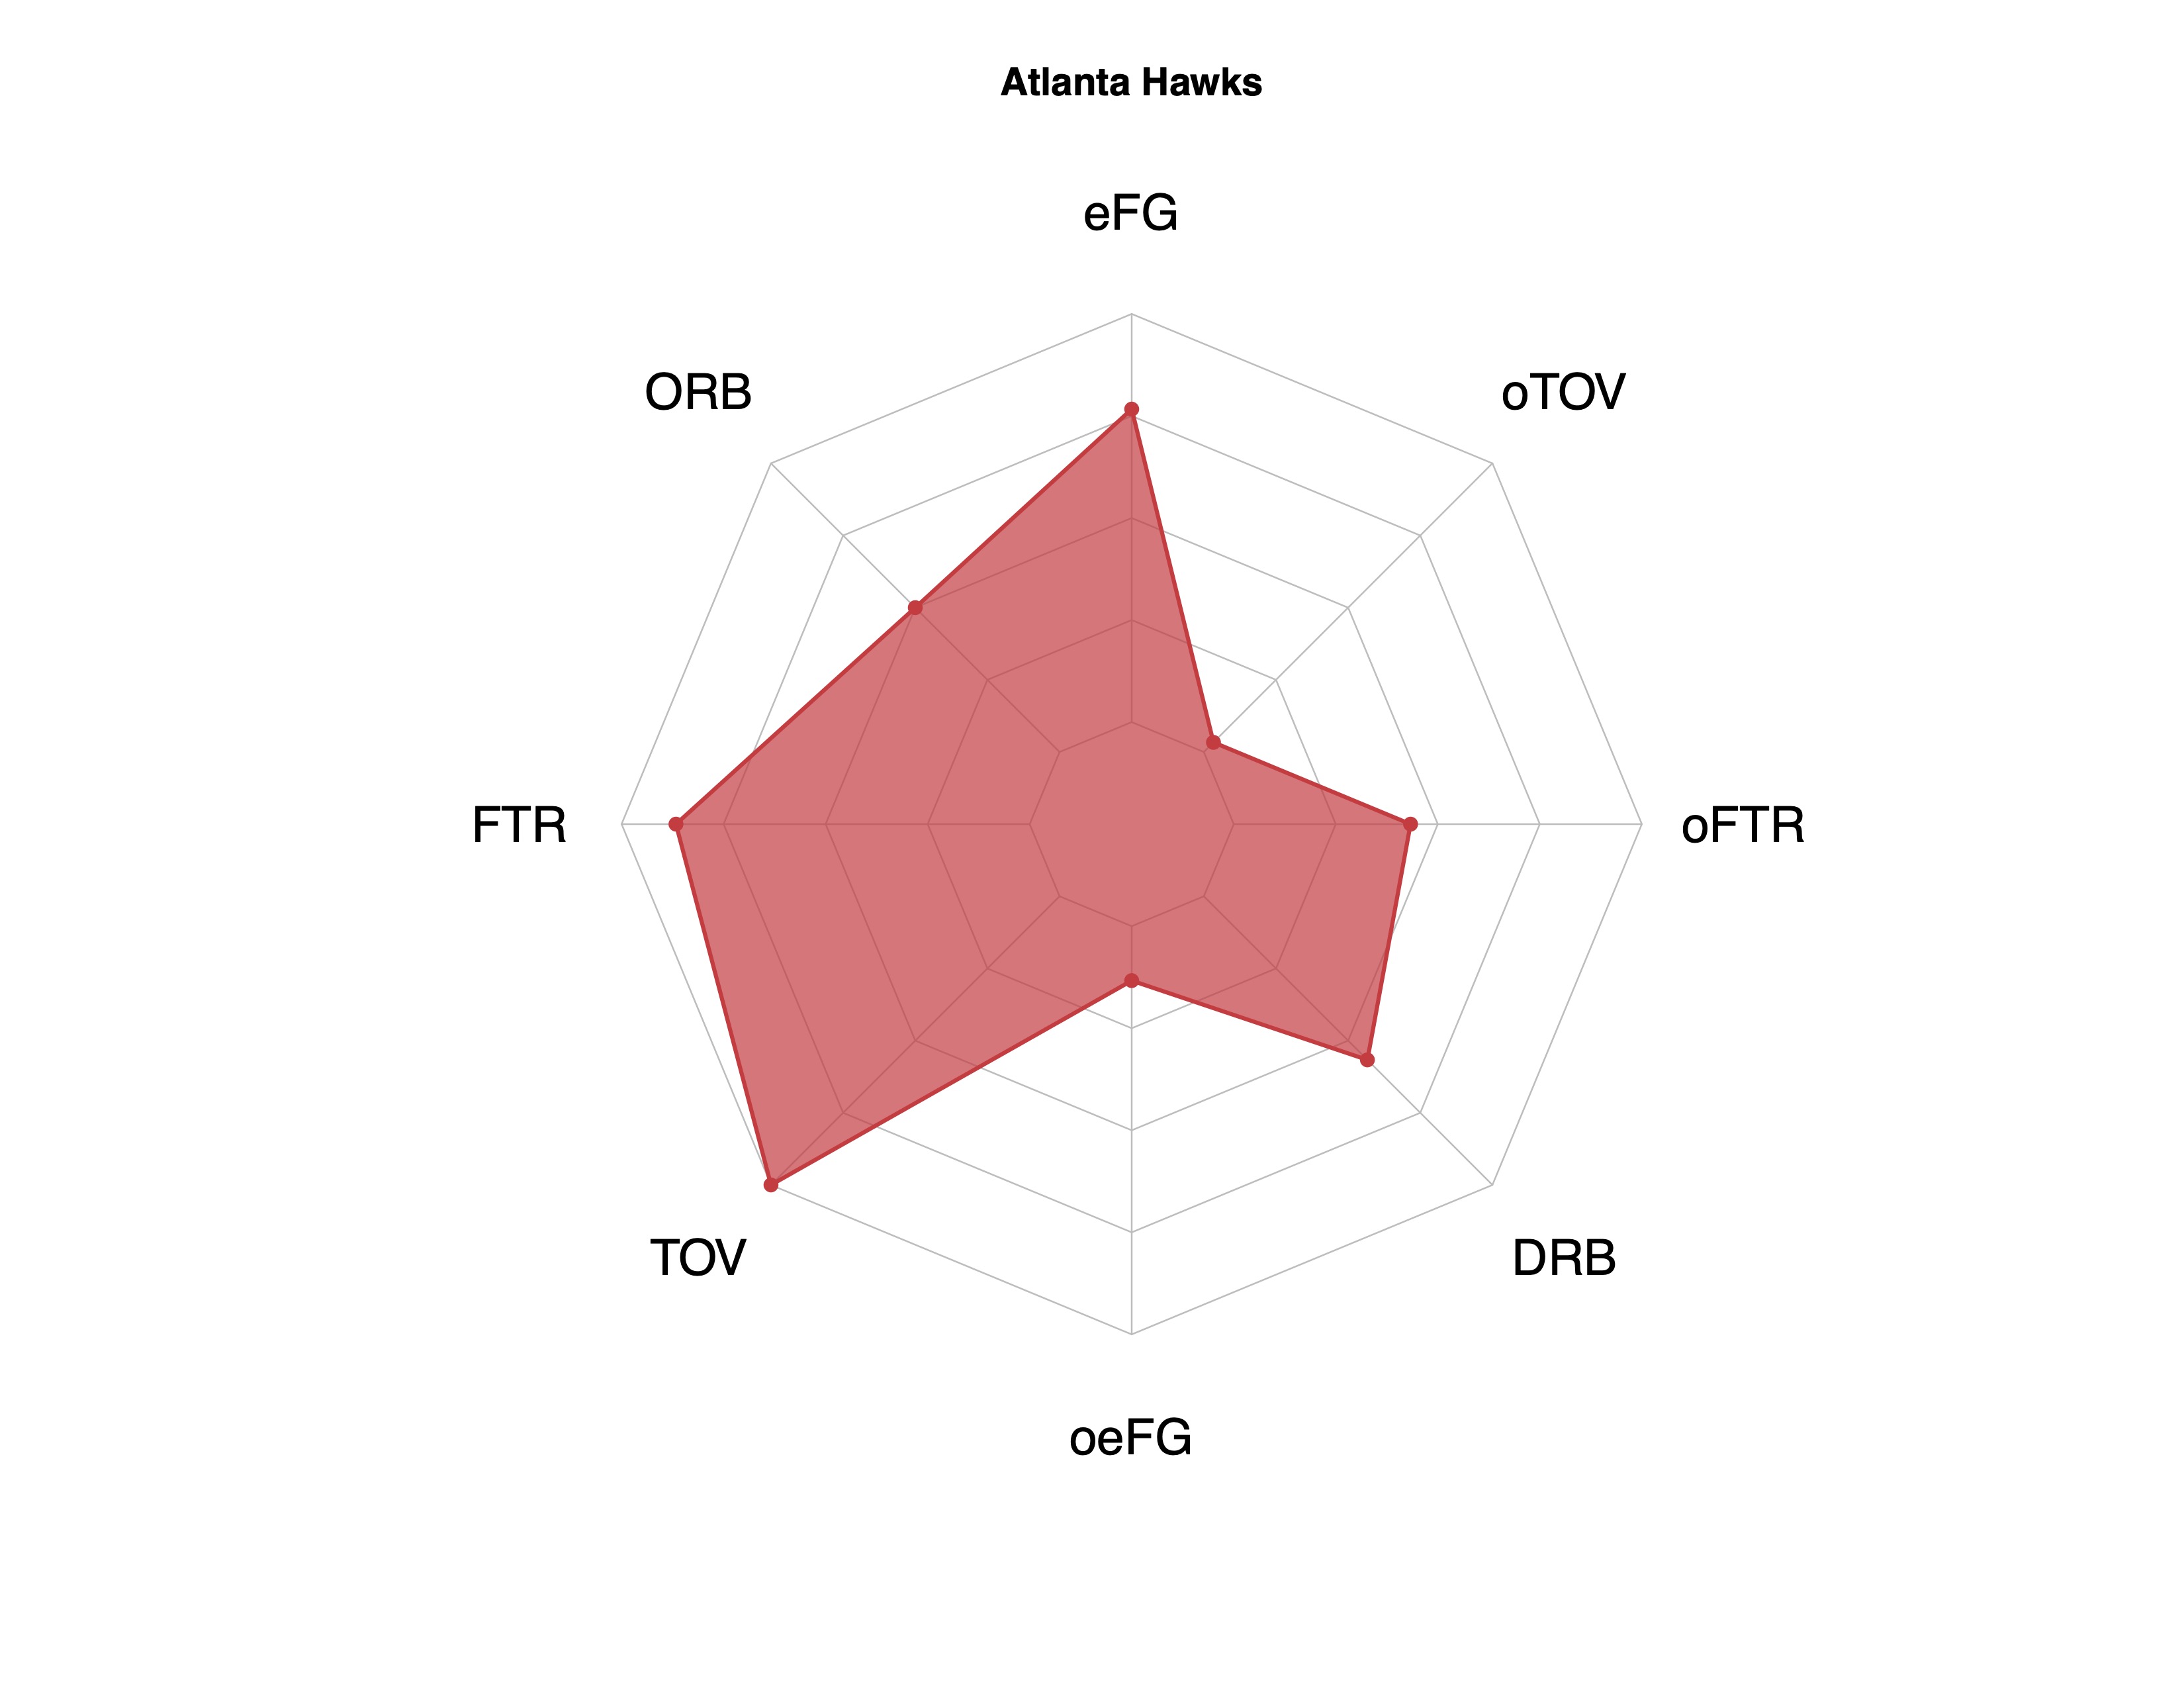 Atlanta Hawks
eFG
ORB
oTOV
FTR
oFTR
TOV
DRB
oeFG